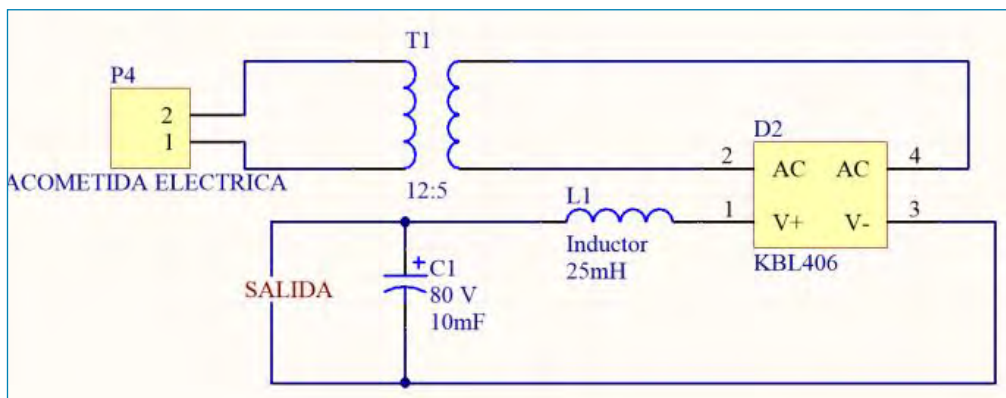 T1
P4
2
1
ACOMETIDA ELECTRICA
12:5
D2
2
AC
AC
4
1
V+
V-
3
KBL406
L1
Inductor
25mH
SALIDA
+
C1
80 V
10mF